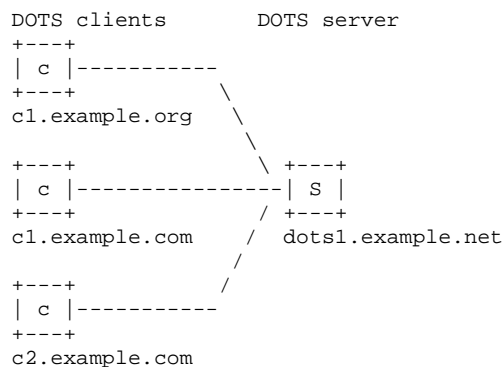 DOTS clients DOTS server
c
c1.example.org
c S
c1.example.com dots1.example.net
c
c2.example.com